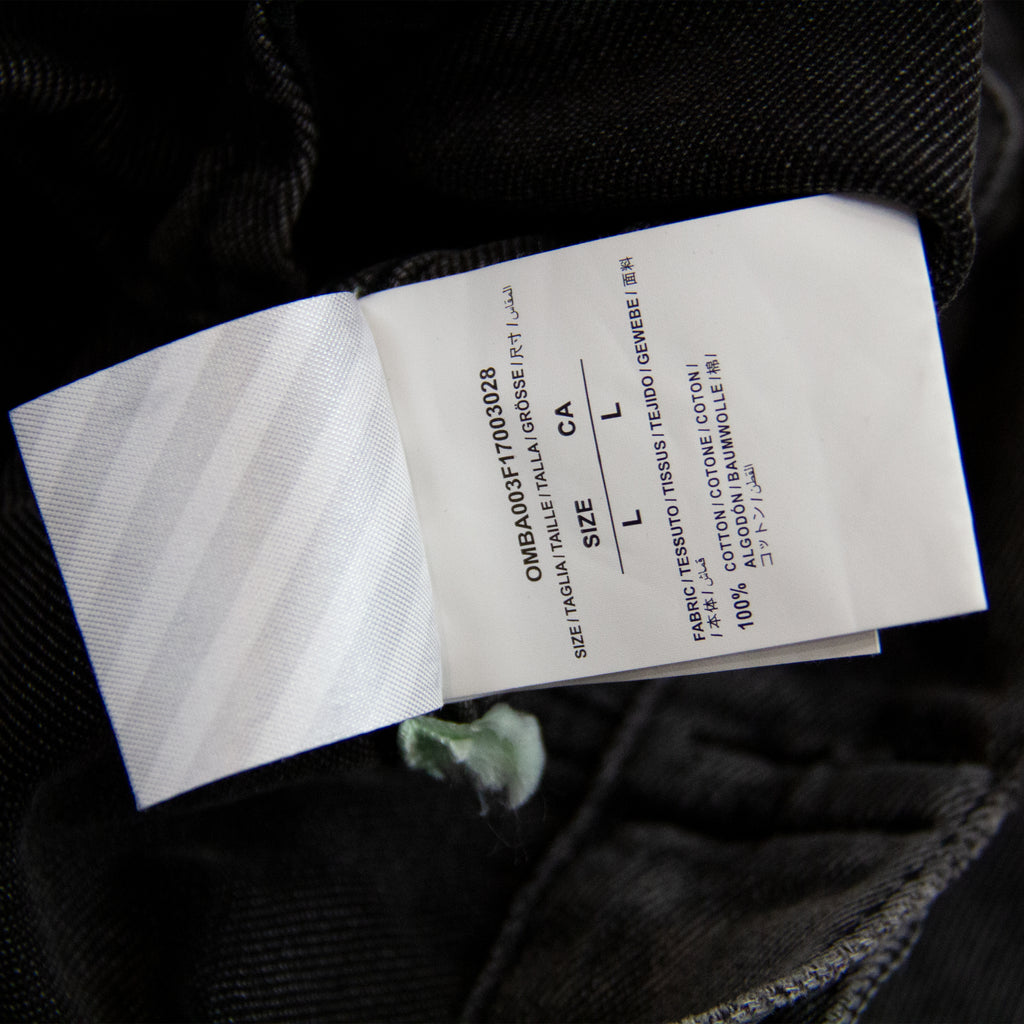 OMBA003F17003028
SIZE / TAGLIA / TAILLE / TALLA / GRÖSSE / 尺寸 / المقاس
SIZE CA
L L
FABRIC / TESSUTO / TISSUS / TEJIDO / GEWEBE / 面料
/ 本体 / قماش
100% COTTON / COTONE / COTON /
ALGODÓN / BAUMWOLLE / 棉 /
コットン / القطن